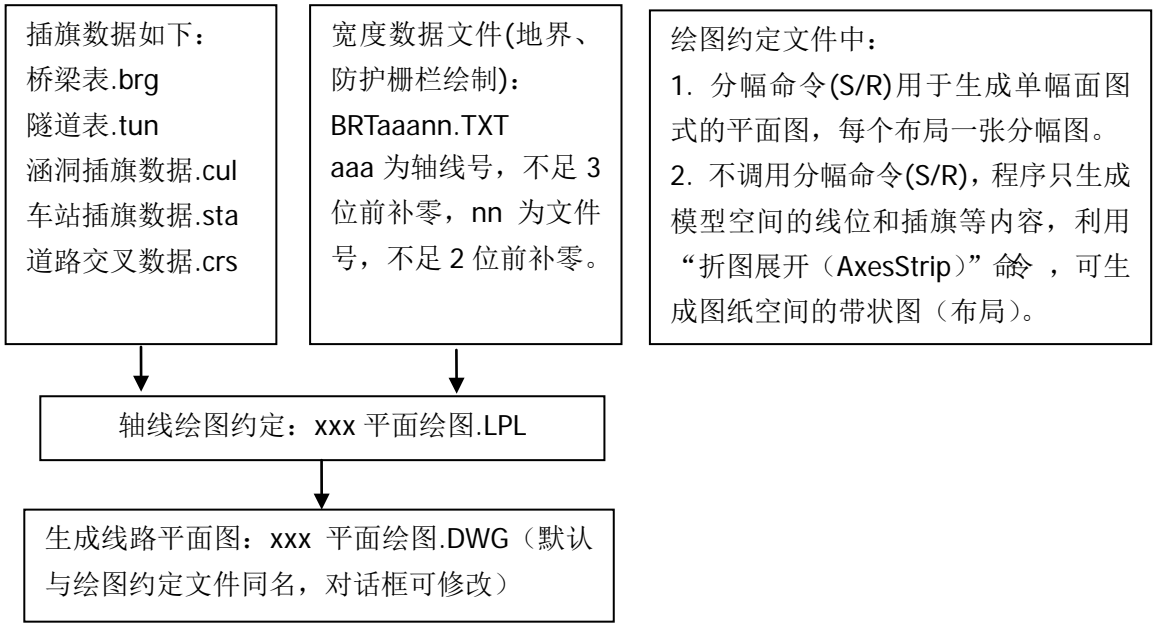 插旗数据如下：
桥梁表.brg
隧道表.tun
涵洞插旗数据.cul
车站插旗数据.sta
道路交叉数据.crs
宽度数据文件(地界、
防护栅栏绘制)：
BRTaaann.TXT
aaa 为轴线号，不足 3
位前补零，nn 为文件
号，不足 2 位前补零。
绘图约定文件中：
1. 分幅命令(S/R)用于生成单幅面图
式的平面图，每个布局一张分幅图。
2. 不调用分幅命令(S/R)，程序只生成
模型空间的线位和插旗等内容，利用
“折图展开（AxesStrip）”命令 ，可生
成图纸空间的带状图（布局）。
轴线绘图约定：xxx 平面绘图.LPL
生成线路平面图：xxx 平面绘图.DWG（默认
与绘图约定文件同名，对话框可修改）